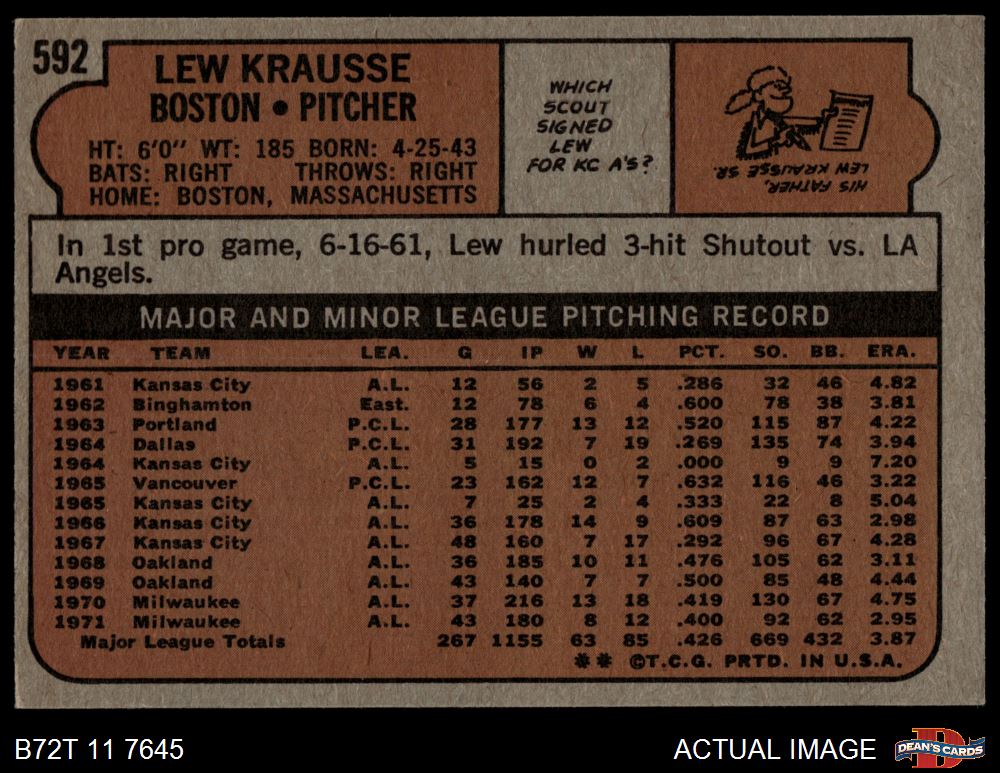 592
LEW KRAUSSE
BOSTON • PITCHER
HT: 6'0" WT: 185 BORN: 4-25-43
BATS: RIGHT THROWS: RIGHT
HOME: BOSTON, MASSACHUSETTS
WHICH
SCOUT
SIGNED
LEW
FOR KC A'S?
HIS FATHER,
LEW KRAUSSE SR.
In 1st pro game, 6-16-61, Lew hurled 3-hit Shutout vs. LA
Angels.
MAJOR AND MINOR LEAGUE PITCHING RECORD
YEAR TEAM LEA. G IP W L PCT. SO. BB. ERA.
1961 Kansas City A.L. 12 56 2 5 .286 32 46 4.82
1962 Binghamton East. 12 78 6 4 .600 78 38 3.81
1963 Portland P.C.L. 28 177 13 12 .520 115 87 4.22
1964 Dallas P.C.L. 31 192 7 19 .269 135 74 3.94
1964 Kansas City A.L. 5 15 0 2 .000 9 9 7.20
1965 Vancouver P.C.L. 23 162 12 7 .632 116 46 3.22
1965 Kansas City A.L. 7 25 2 4 .333 22 8 5.04
1966 Kansas City A.L. 36 178 14 9 .609 87 63 2.98
1967 Kansas City A.L. 48 160 7 17 .292 96 67 4.28
1968 Oakland A.L. 36 185 10 11 .476 105 62 3.11
1969 Oakland A.L. 43 140 7 7 .500 85 48 4.44
1970 Milwaukee A.L. 37 216 13 18 .419 130 67 4.75
1971 Milwaukee A.L. 43 180 8 12 .400 92 62 2.95
Major League Totals 267 1155 63 85 .426 669 432 3.87
** ©T.C.G. PRTD. IN U.S.A.
B72T 11 7645
ACTUAL IMAGE
D
DEAN'S CARDS